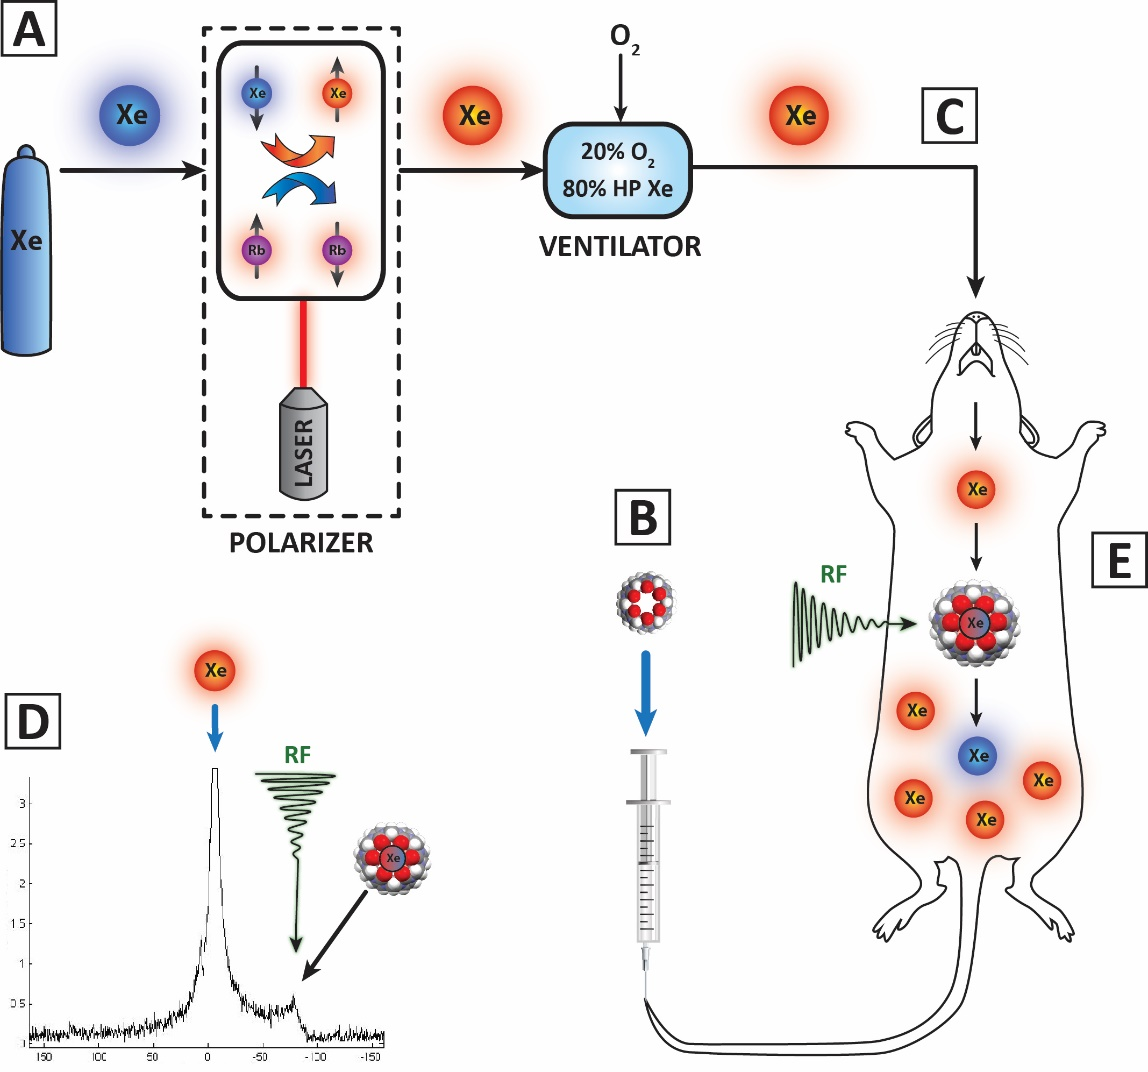 A
Xe
Xe
Xe
Xe
Rb
Rb
LASER
POLARIZER
Xe
O2
20% O2
80% HP Xe
VENTILATOR
Xe
C
B
RF
Xe
Xe
E
Xe
Xe
Xe
Xe
Xe
D
Xe
RF
Xe
3
2.5
2
1.5
1
0.5
150
100
50
0
-50
-100
-150